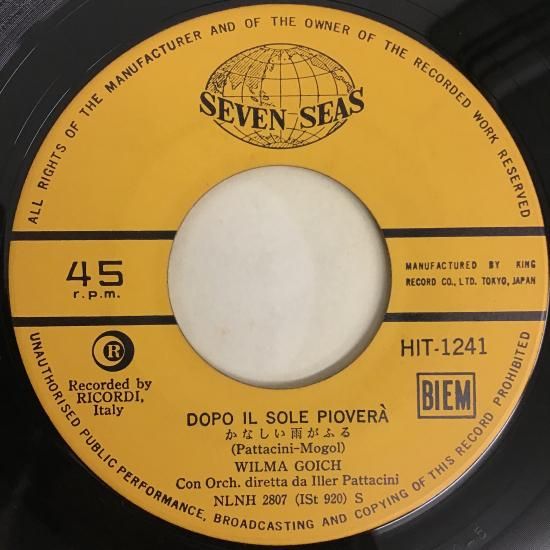 ALL RIGHTS OF THE MANUFACTURER AND OF THE OWNER OF THE RECORDED WORK RESERVED
SEVEN SEAS
45
r.p.m.
MANUFACTURED BY KING
RECORD CO., LTD. TOKYO, JAPAN
R
Recorded by
RICORDI,
Italy
HIT-1241
BIEM
DOPO IL SOLE PIOVERÀ
かなしい雨がふる
(Pattacini-Mogol)
WILMA GOICH
Con Orch. diretta da Iller Pattacini
NLNH 2807 (ISt 920) S
UNAUTHORISED PUBLIC PERFORMANCE, BROADCASTING AND COPYING OF THIS RECORD PROHIBITED